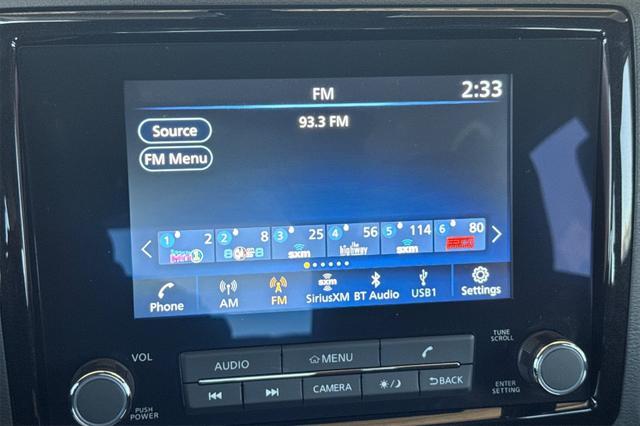 FM 2:33
93.3 FM
Source
FM Menu
1 2 2 8 3 25 4 56 5 114 6 80
sxm the highway sxm
Phone AM FM SiriusXM BT Audio USB1 Settings
sxm
VOL
PUSH POWER
AUDIO MENU
CAMERA BACK
TUNE SCROLL
ENTER SETTING